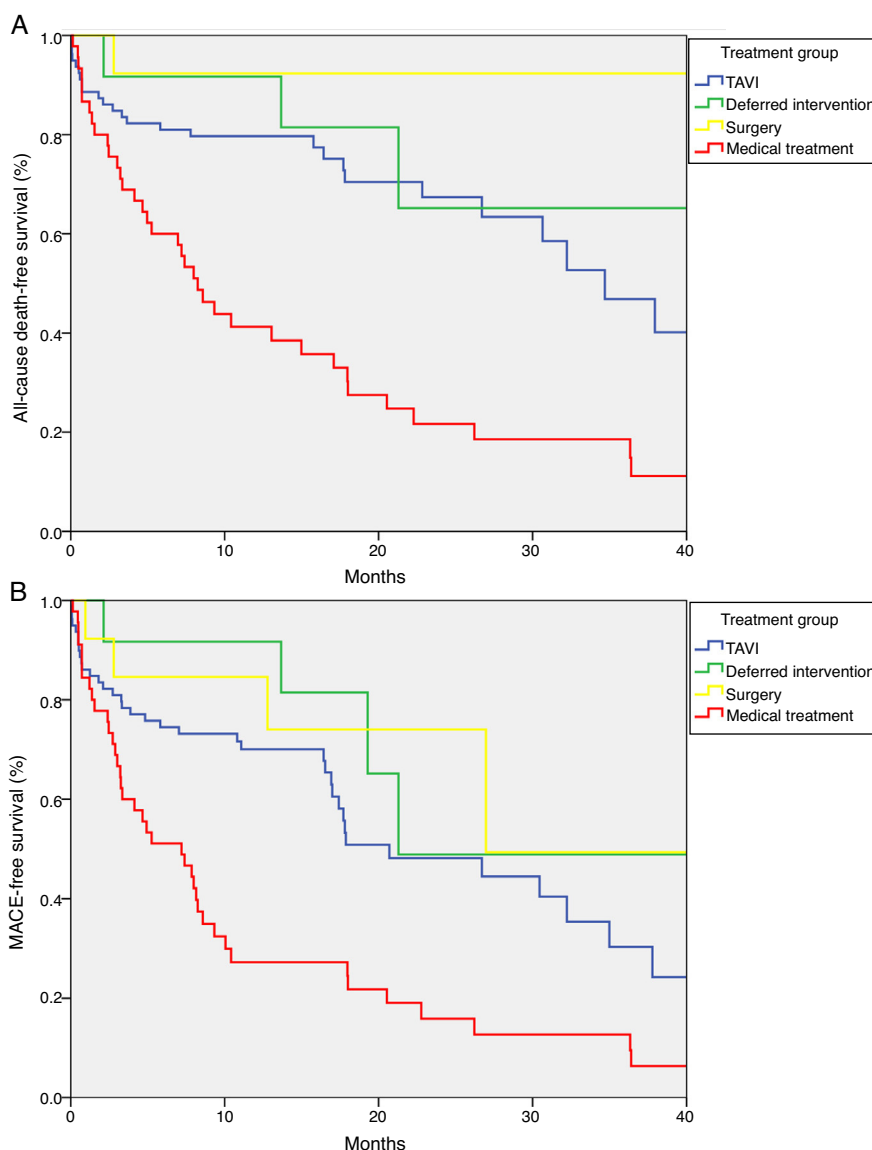 A
All-cause death-free survival (%)
1.0
0.8
0.6
0.4
0.2
0.0
0
10
20
30
40
Months
Treatment group
TAVI
Deferred intervention
Surgery
Medical treatment
B
MACE-free survival (%)
1.0
0.8
0.6
0.4
0.2
0.0
0
10
20
30
40
Months
Treatment group
TAVI
Deferred intervention
Surgery
Medical treatment